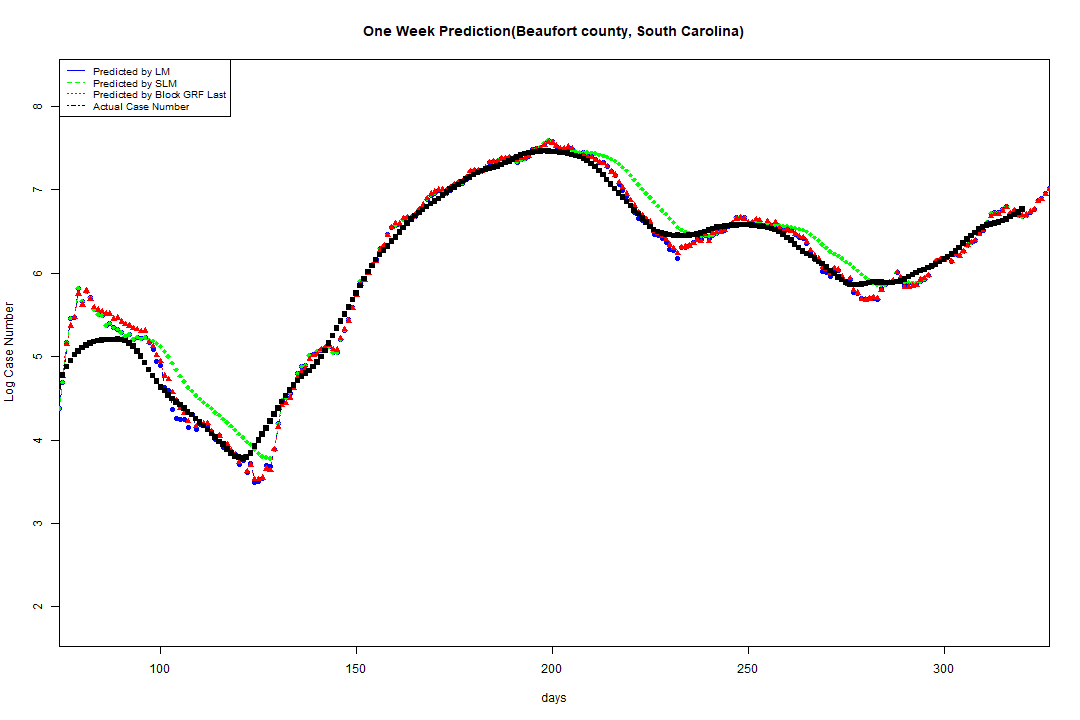 One Week Prediction(Beaufort county, South Carolina)
Predicted by LM
Predicted by SLM
Predicted by Block GRF Last
Actual Case Number
8
7
6
5
4
3
2
Log Case Number
100 150 200 250 300
days